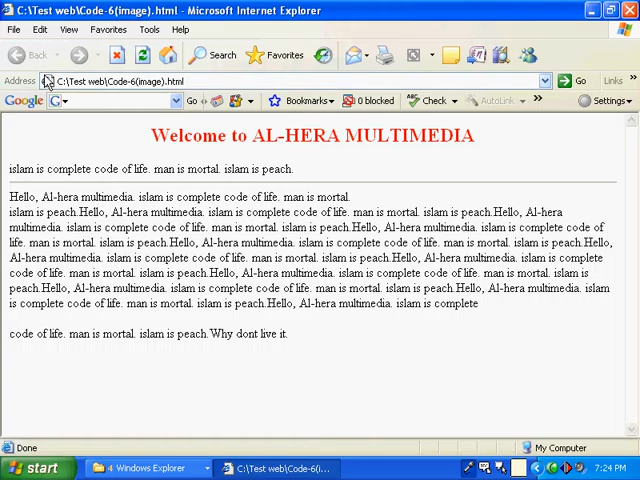 C:\Test web\Code-6(image).html - Microsoft Internet Explorer
File Edit View Favorites Tools Help
Back Search Favorites
Address C:\Test web\Code-6(image).html Go Links »
Google G Go Bookmarks 0 blocked Check AutoLink » Settings
Welcome to AL-HERA MULTIMEDIA
islam is complete code of life. man is mortal. islam is peach.
Hello, Al-hera multimedia. islam is complete code of life. man is mortal.
islam is peach.Hello, Al-hera multimedia. islam is complete code of life. man is mortal. islam is peach.Hello, Al-hera
multimedia. islam is complete code of life. man is mortal. islam is peach.Hello, Al-hera multimedia. islam is complete code
of life. man is mortal. islam is peach.Hello, Al-hera multimedia. islam is complete code of life. man is mortal. islam is peach.Hello,
Al-hera multimedia. islam is complete code of life. man is mortal. islam is peach.Hello, Al-hera multimedia. islam is complete
code of life. man is mortal. islam is peach.Hello, Al-hera multimedia. islam is complete code of life. man is mortal. islam is
peach.Hello, Al-hera multimedia. islam is complete code of life. man is mortal. islam is peach.Hello, Al-hera multimedia. islam
is complete code of life. man is mortal. islam is peach.Hello, Al-hera multimedia. islam is complete
code of life. man is mortal. islam is peach.Why dont live it.
Done My Computer
start 4 Windows Explorer C:\Test web\Code-6(i... 7:24 PM